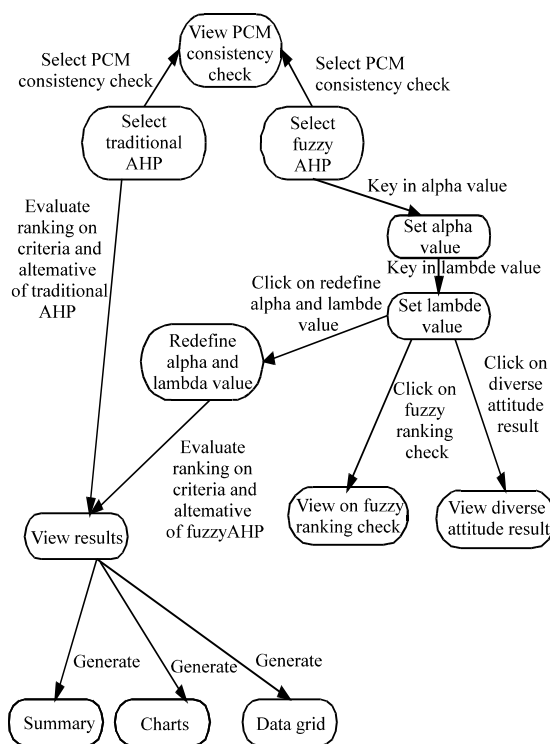 View PCM
consistency
check
Select PCM
consistency check
Select PCM
consistency check
Select
traditional
AHP
Select
fuzzy
AHP
Key in alpha value
Evaluate
ranking on
criteria and
altemative
of traditional
AHP
Set alpha
value
Key in lambde value
Click on redefine
alpha and lambde
value
Set lambde
value
Redefine
alpha and
lambda value
Click on
fuzzy
ranking
check
Click on
diverse
attitude
result
Evaluate
ranking on
criteria and
altemative
of fuzzyAHP
View results
View on fuzzy
ranking check
View diverse
attitude result
Generate
Generate
Generate
Summary
Charts
Data grid